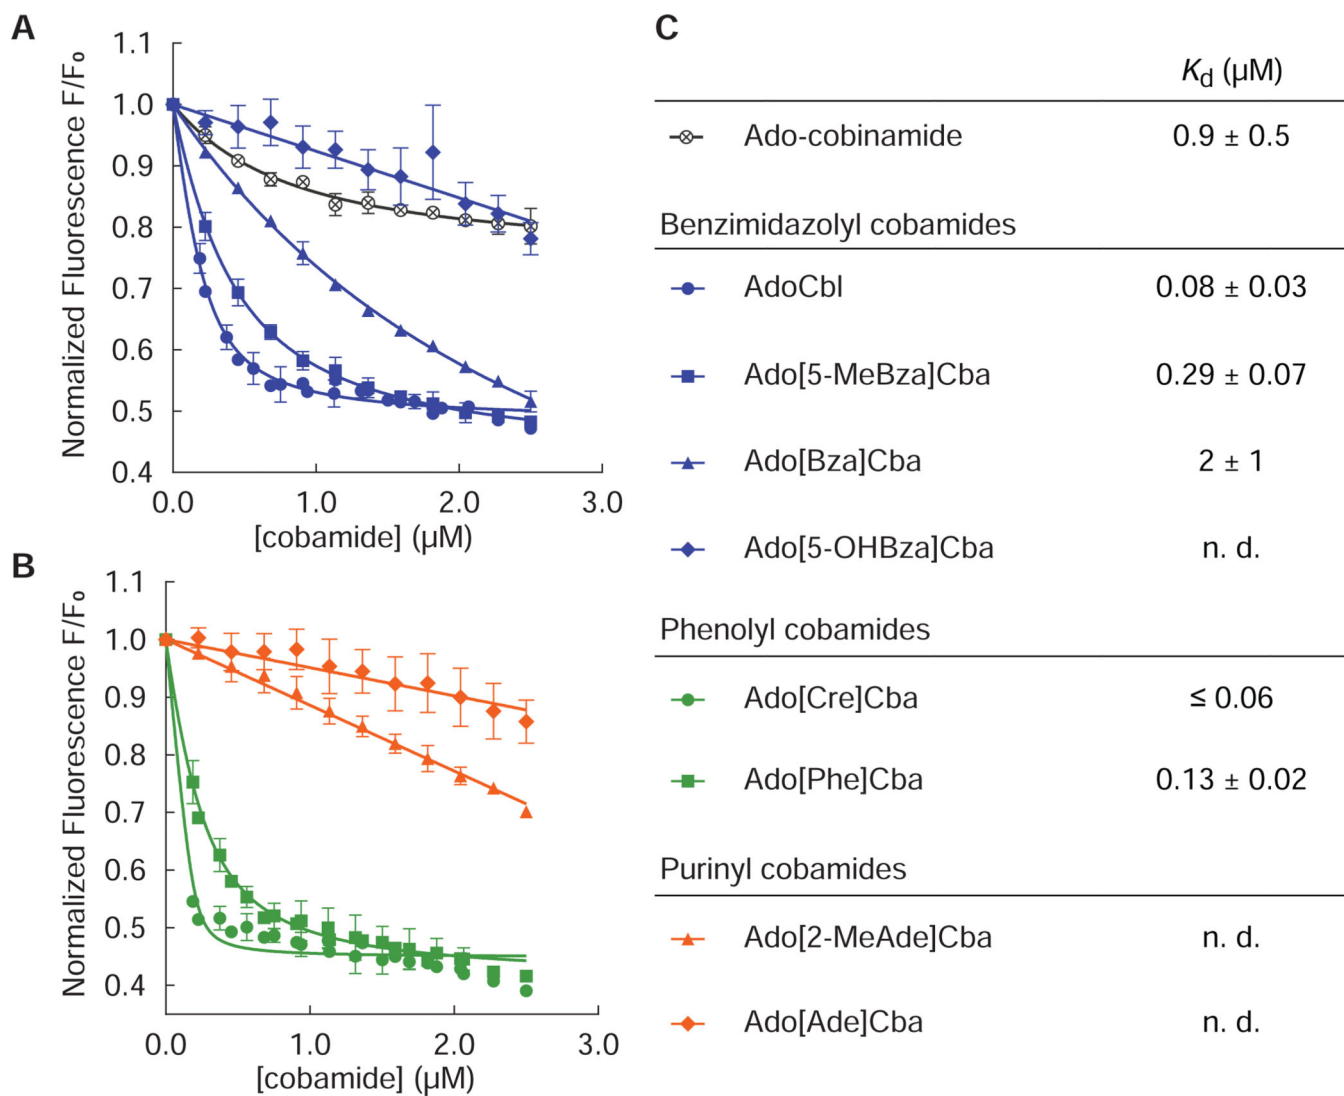 A
1.1
1.0
0.9
0.8
0.7
0.6
0.5
0.4
Normalized Fluorescence F/F₀
0.0 1.0 2.0 3.0
[cobamide] (µM)
B
1.1
1.0
0.9
0.8
0.7
0.6
0.5
0.4
Normalized Fluorescence F/F₀
0.0 1.0 2.0 3.0
[cobamide] (µM)
C
Kd (µM)
Ado-cobinamide 0.9 ± 0.5
Benzimidazolyl cobamides
AdoCbl 0.08 ± 0.03
Ado[5-MeBza]Cba 0.29 ± 0.07
Ado[Bza]Cba 2 ± 1
Ado[5-OHBza]Cba n. d.
Phenolyl cobamides
Ado[Cre]Cba ≤ 0.06
Ado[Phe]Cba 0.13 ± 0.02
Purinyl cobamides
Ado[2-MeAde]Cba n. d.
Ado[Ade]Cba n. d.